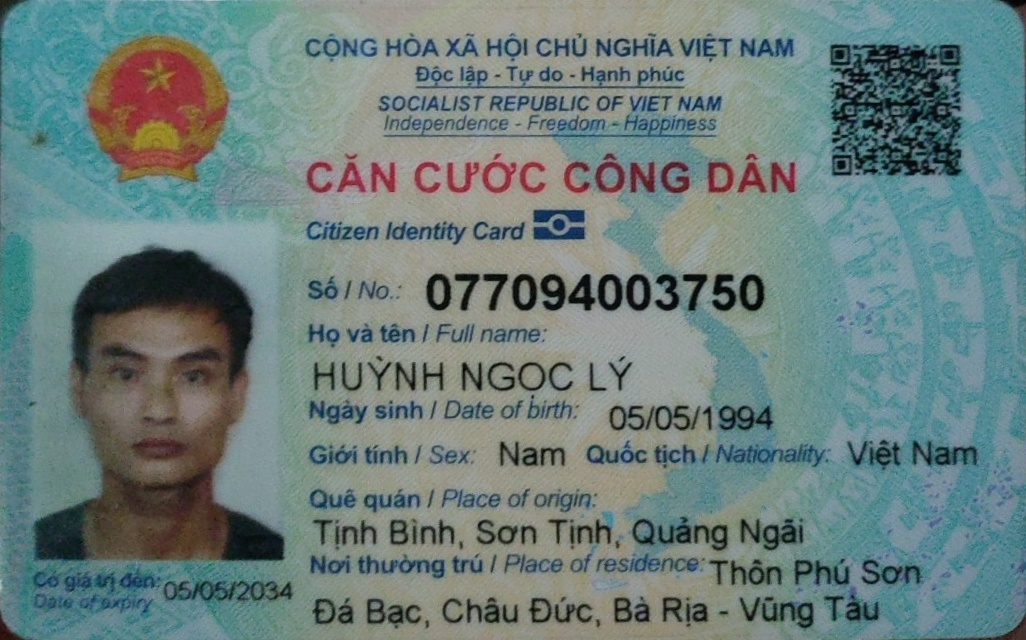 CỘNG HÒA XÃ HỘI CHỦ NGHĨA VIỆT NAM
Độc lập - Tự do - Hạnh phúc
SOCIALIST REPUBLIC OF VIET NAM
Independence - Freedom - Happiness
CĂN CƯỚC CÔNG DÂN
Citizen Identity Card
Số / No.: 077094003750
Họ và tên / Full name:
HUỲNH NGỌC LÝ
Ngày sinh / Date of birth: 05/05/1994
Giới tính / Sex: Nam Quốc tịch / Nationality: Việt Nam
Quê quán / Place of origin:
Tịnh Bình, Sơn Tịnh, Quảng Ngãi
Nơi thường trú / Place of residence: Thôn Phú Sơn
Đá Bạc, Châu Đức, Bà Rịa - Vũng Tàu
Có giá trị đến: 05/05/2034
Date of expiry